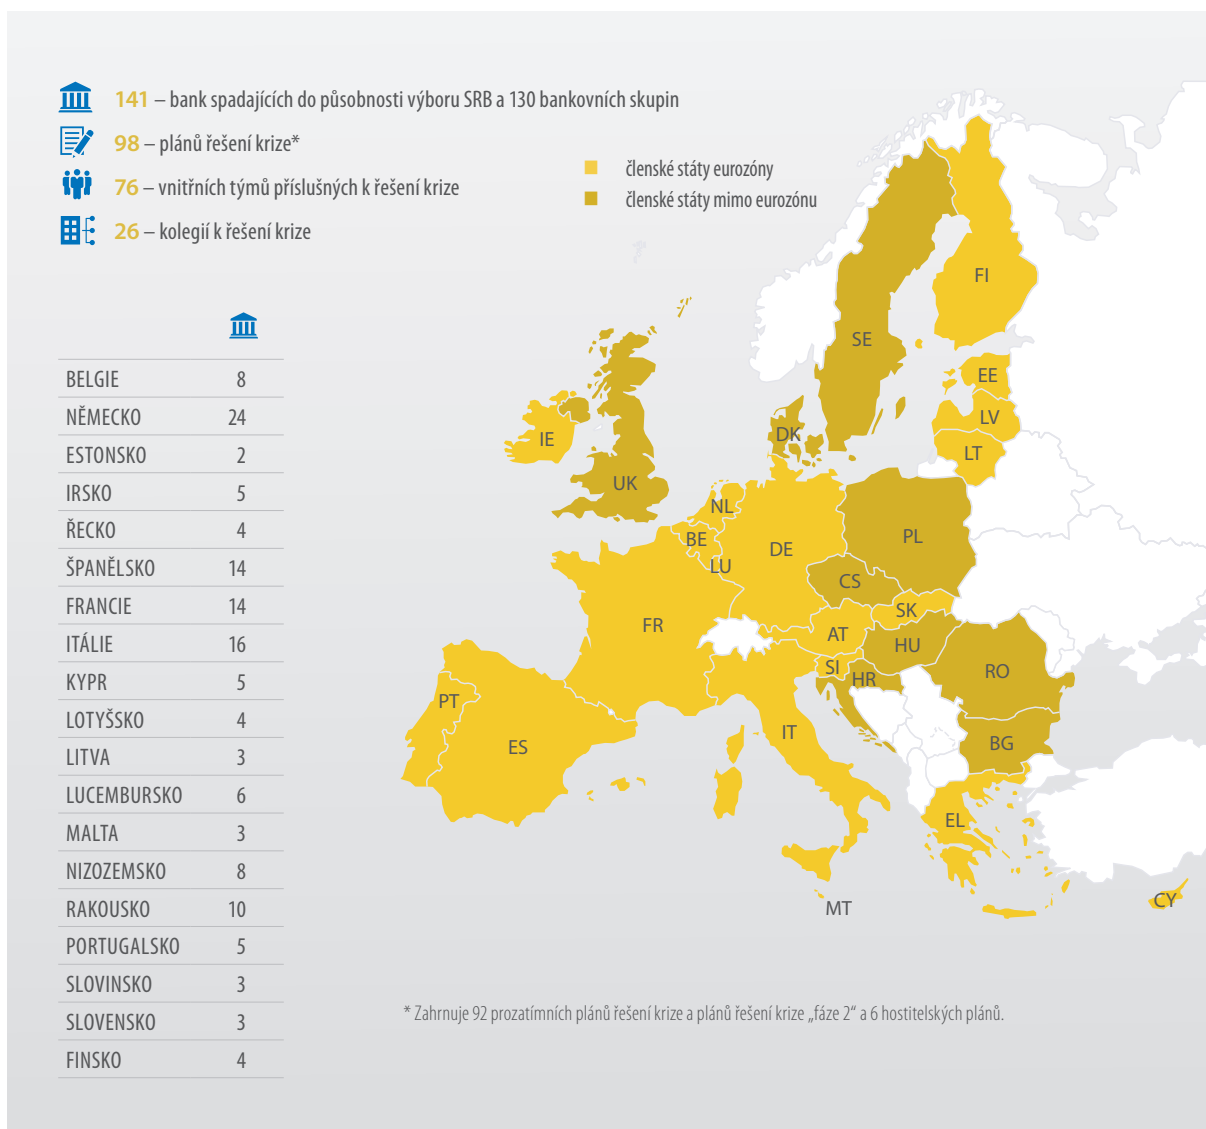 141 – bank spadajících do působnosti výboru SRB a 130 bankovních skupin
98 – plánů řešení krize*
76 – vnitřních týmů příslušných k řešení krize
26 – kolegií k řešení krize
členské státy eurozóny
členské státy mimo eurozónu
BELGIE 8
NĚMECKO 24
ESTONSKO 2
IRSKO 5
ŘECKO 4
ŠPANĚLSKO 14
FRANCIE 14
ITÁLIE 16
KYPR 5
LOTYŠSKO 4
LITVA 3
LUCEMBURSKO 6
MALTA 3
NIZOZEMSKO 8
RAKOUSKO 10
PORTUGALSKO 5
SLOVINSKO 3
SLOVENSKO 3
FINSKO 4
FI
SE
EE
LV
LT
DK
IE
UK
NL
BE
LU
DE
PL
CS
SK
FR
AT
HU
SI
HR
RO
BG
PT
ES
IT
EL
MT
CY
* Zahrnuje 92 prozatímních plánů řešení krize a plánů řešení krize „fáze 2“ a 6 hostitelských plánů.